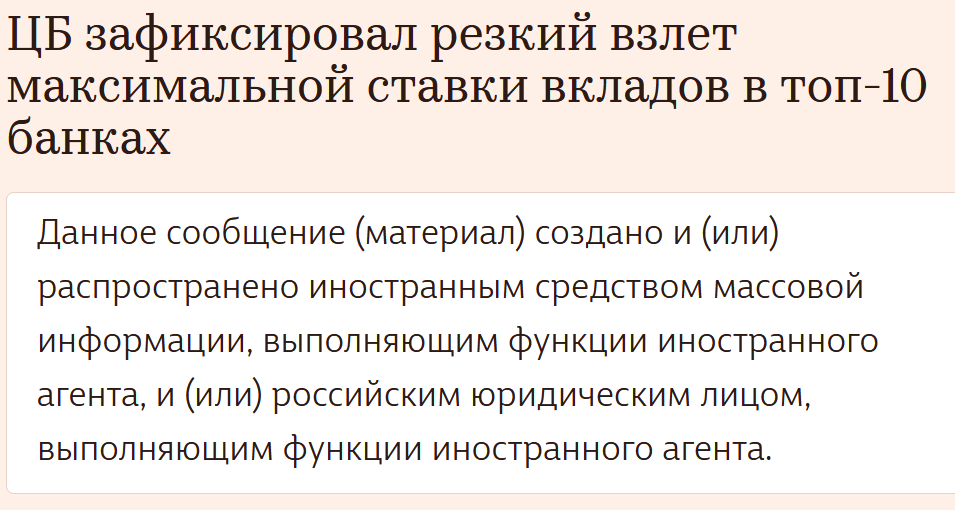 ЦБ зафиксировал резкий взлет
максимальной ставки вкладов в топ-10
банках
Данное сообщение (материал) создано и (или)
распространено иностранным средством массовой
информации, выполняющим функции иностранного
агента, и (или) российским юридическим лицом,
выполняющим функции иностранного агента.